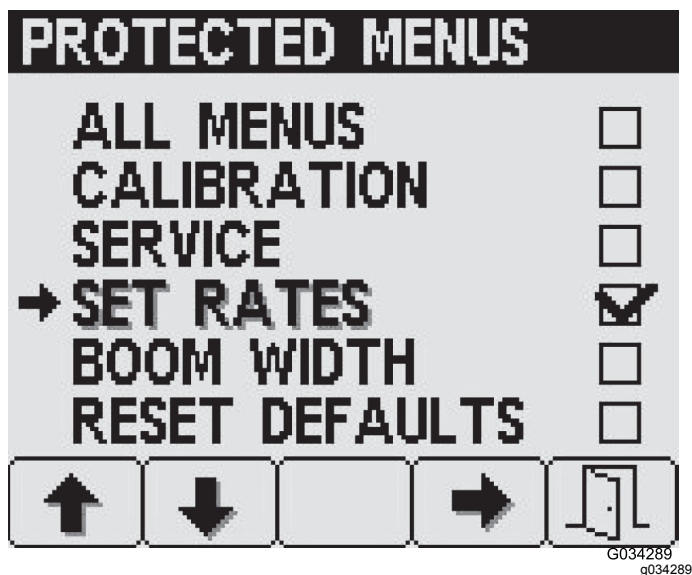 PROTECTED MENUS
ALL MENUS
CALIBRATION
SERVICE
SET RATES
BOOM WIDTH
RESET DEFAULTS
G034289
g034289